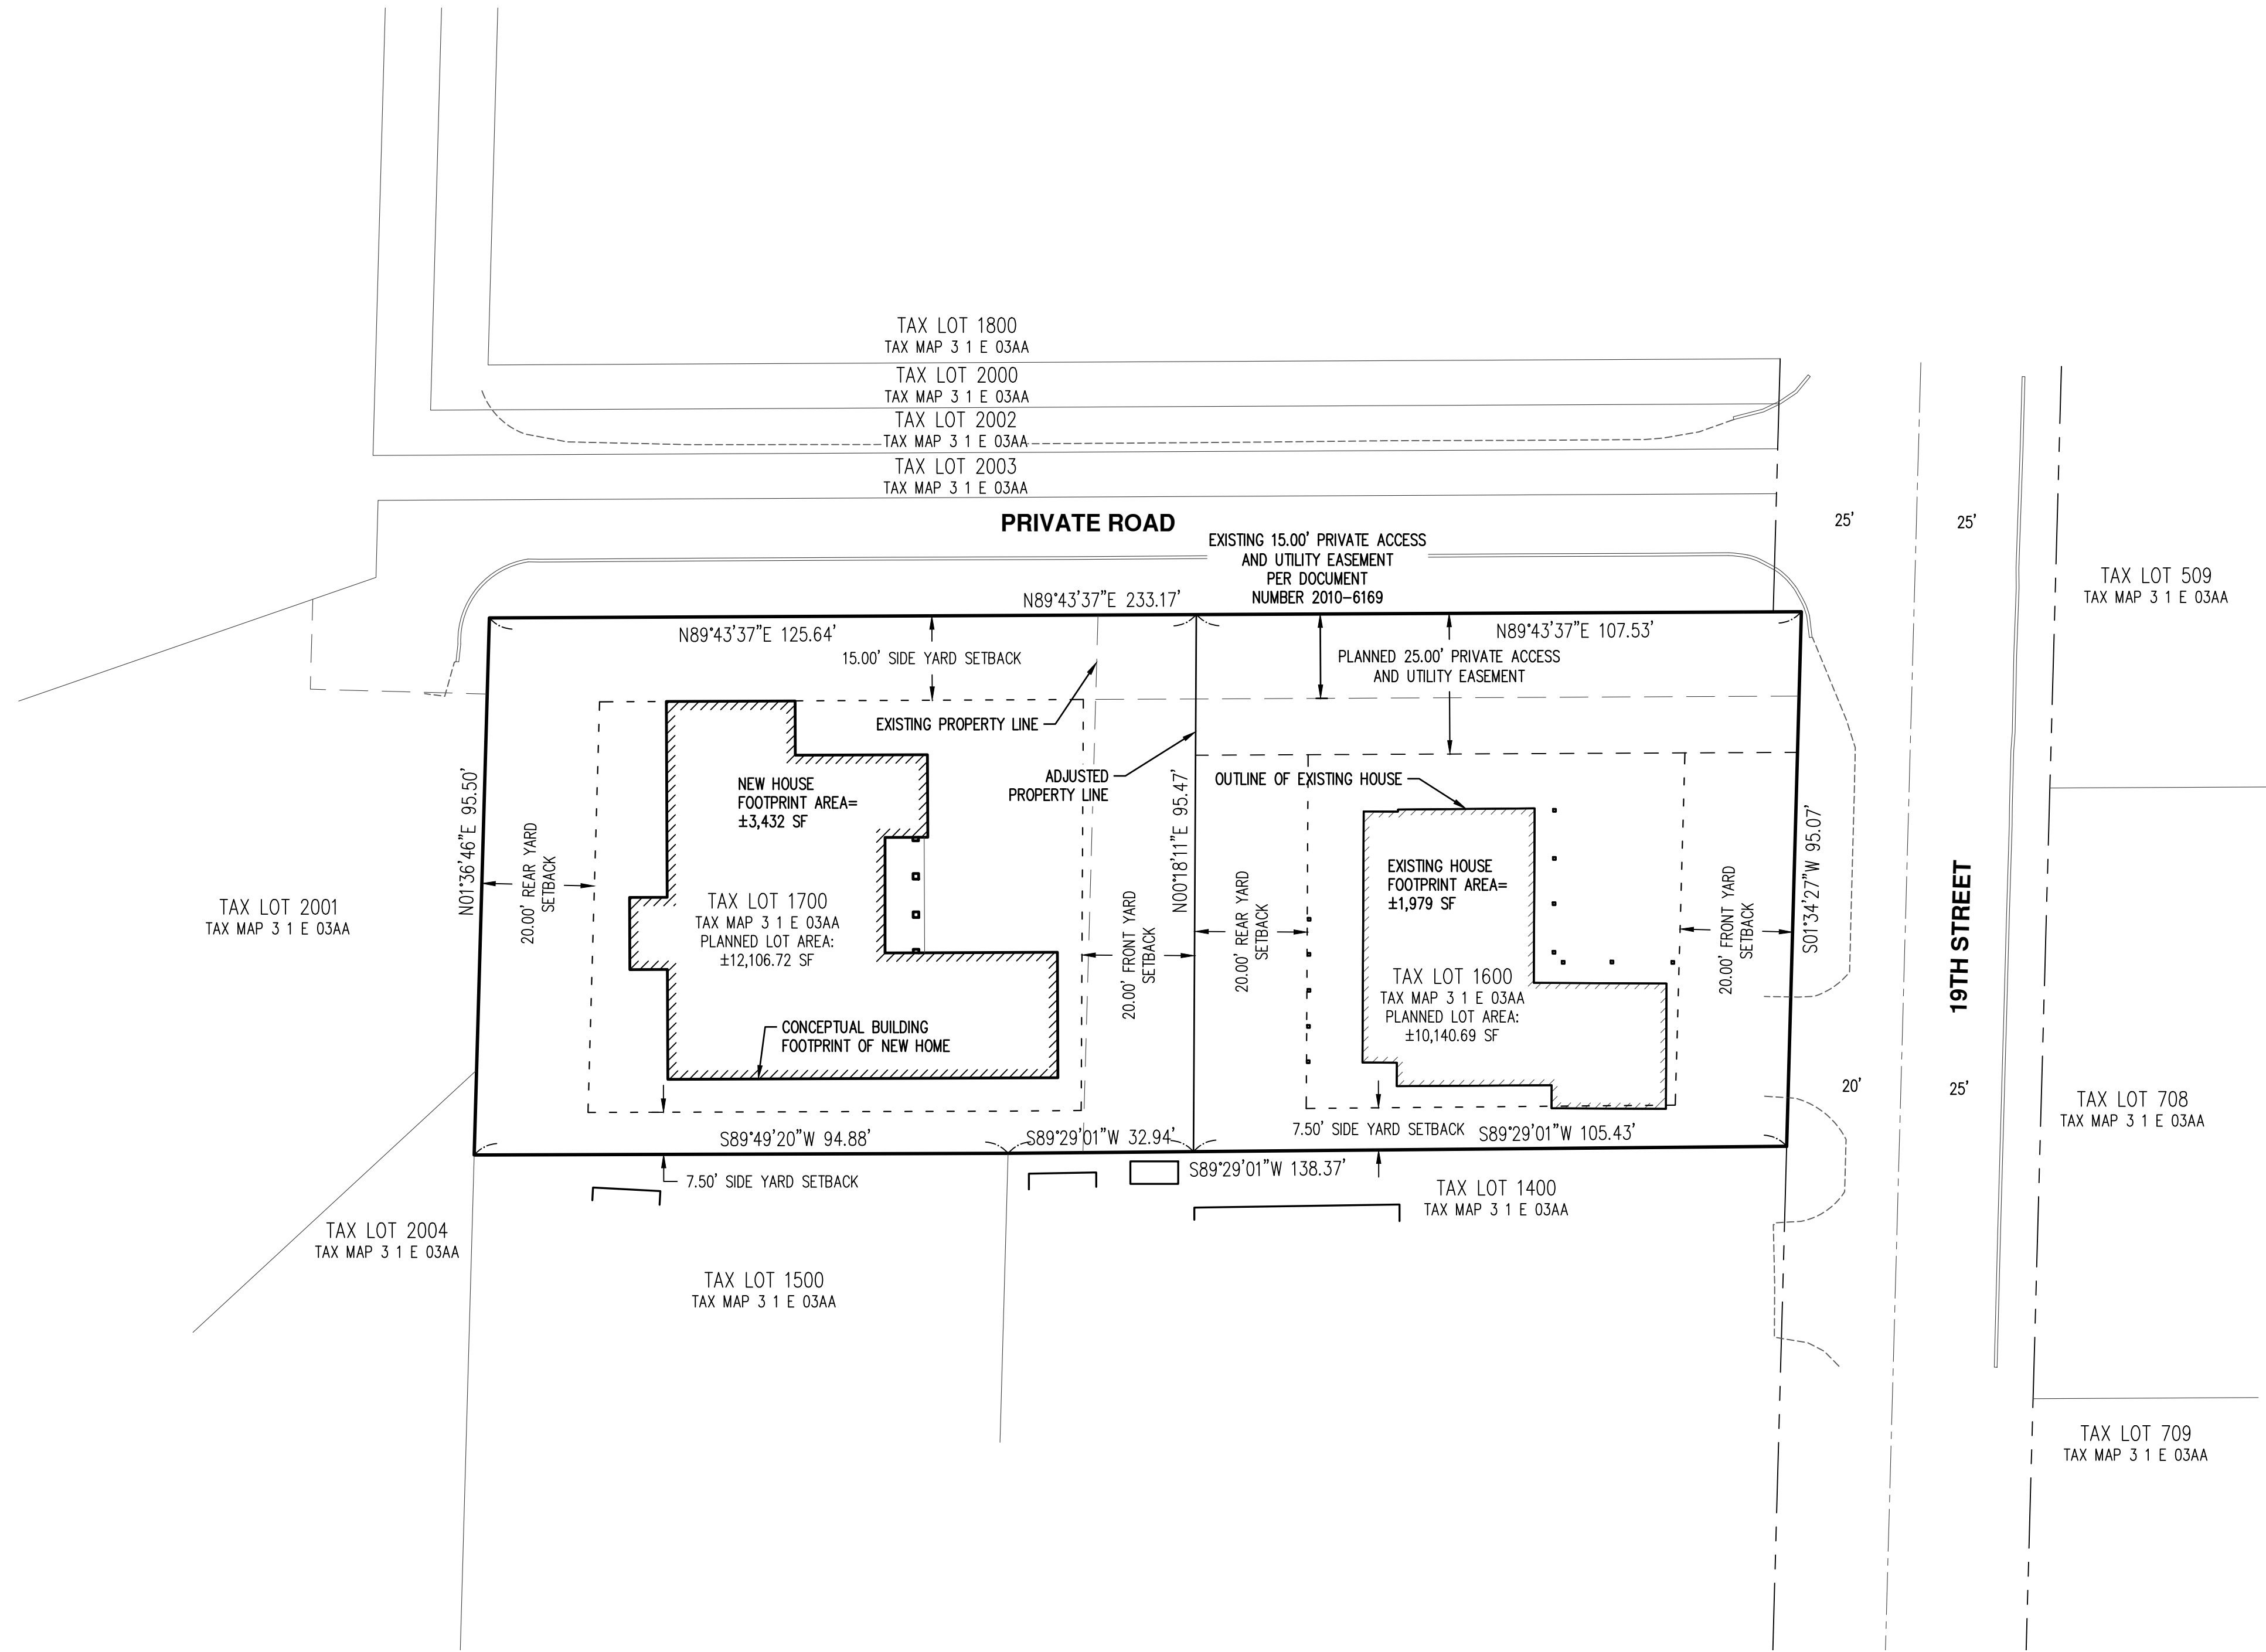 TAX LOT 1800
TAX MAP 3 1 E 03AA
TAX LOT 2000
TAX MAP 3 1 E 03AA
TAX LOT 2002
TAX MAP 3 1 E 03AA
TAX LOT 2003
TAX MAP 3 1 E 03AA
PRIVATE ROAD
25'
25'
EXISTING 15.00' PRIVATE ACCESS
AND UTILITY EASEMENT
PER DOCUMENT
NUMBER 2010-6169
TAX LOT 509
TAX MAP 3 1 E 03AA
N89°43'37"E 233.17'
N89°43'37"E 125.64'
N89°43'37"E 107.53'
15.00' SIDE YARD SETBACK
PLANNED 25.00' PRIVATE ACCESS
AND UTILITY EASEMENT
EXISTING PROPERTY LINE
ADJUSTED
PROPERTY LINE
OUTLINE OF EXISTING HOUSE
NEW HOUSE
FOOTPRINT AREA=
±3,432 SF
N01°36'46"E 95.50'
20.00' REAR YARD
SETBACK
TAX LOT 2001
TAX MAP 3 1 E 03AA
TAX LOT 1700
TAX MAP 3 1 E 03AA
PLANNED LOT AREA:
±12,106.72 SF
20.00' FRONT YARD
SETBACK
N00°18'11"E 95.47'
20.00' REAR YARD
SETBACK
EXISTING HOUSE
FOOTPRINT AREA=
±1,979 SF
TAX LOT 1600
TAX MAP 3 1 E 03AA
PLANNED LOT AREA:
±10,140.69 SF
20.00' FRONT YARD
SETBACK
S01°34'27"W 95.07'
19TH STREET
CONCEPTUAL BUILDING
FOOTPRINT OF NEW HOME
20'
25'
TAX LOT 708
TAX MAP 3 1 E 03AA
S89°49'20"W 94.88'
S89°29'01"W 32.94'
7.50' SIDE YARD SETBACK
S89°29'01"W 105.43'
S89°29'01"W 138.37'
7.50' SIDE YARD SETBACK
TAX LOT 1400
TAX MAP 3 1 E 03AA
TAX LOT 2004
TAX MAP 3 1 E 03AA
TAX LOT 1500
TAX MAP 3 1 E 03AA
TAX LOT 709
TAX MAP 3 1 E 03AA